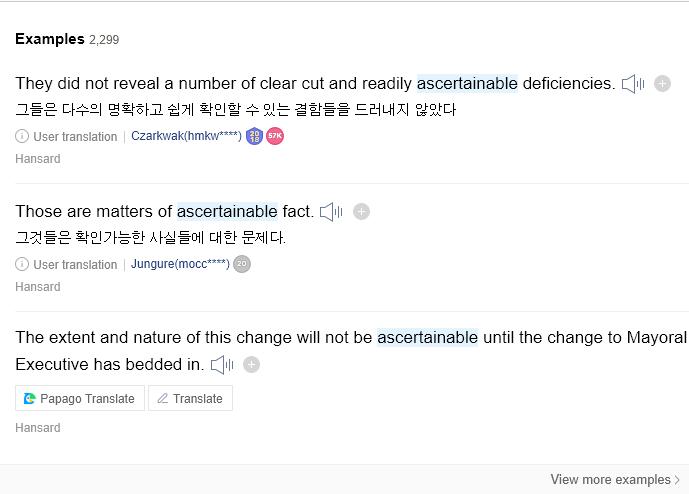 Examples 2,299
They did not reveal a number of clear cut and readily ascertainable deficiencies.
그들은 다수의 명확하고 쉽게 확인할 수 있는 결함들을 드러내지 않았다
User translation | Czarkwak(hmkw****) 2018 57K
Hansard
Those are matters of ascertainable fact.
그것들은 확인가능한 사실들에 대한 문제다.
User translation | Jungure(mocc****) 20
Hansard
The extent and nature of this change will not be ascertainable until the change to Mayoral
Executive has bedded in.
Papago Translate Translate
Hansard
View more examples